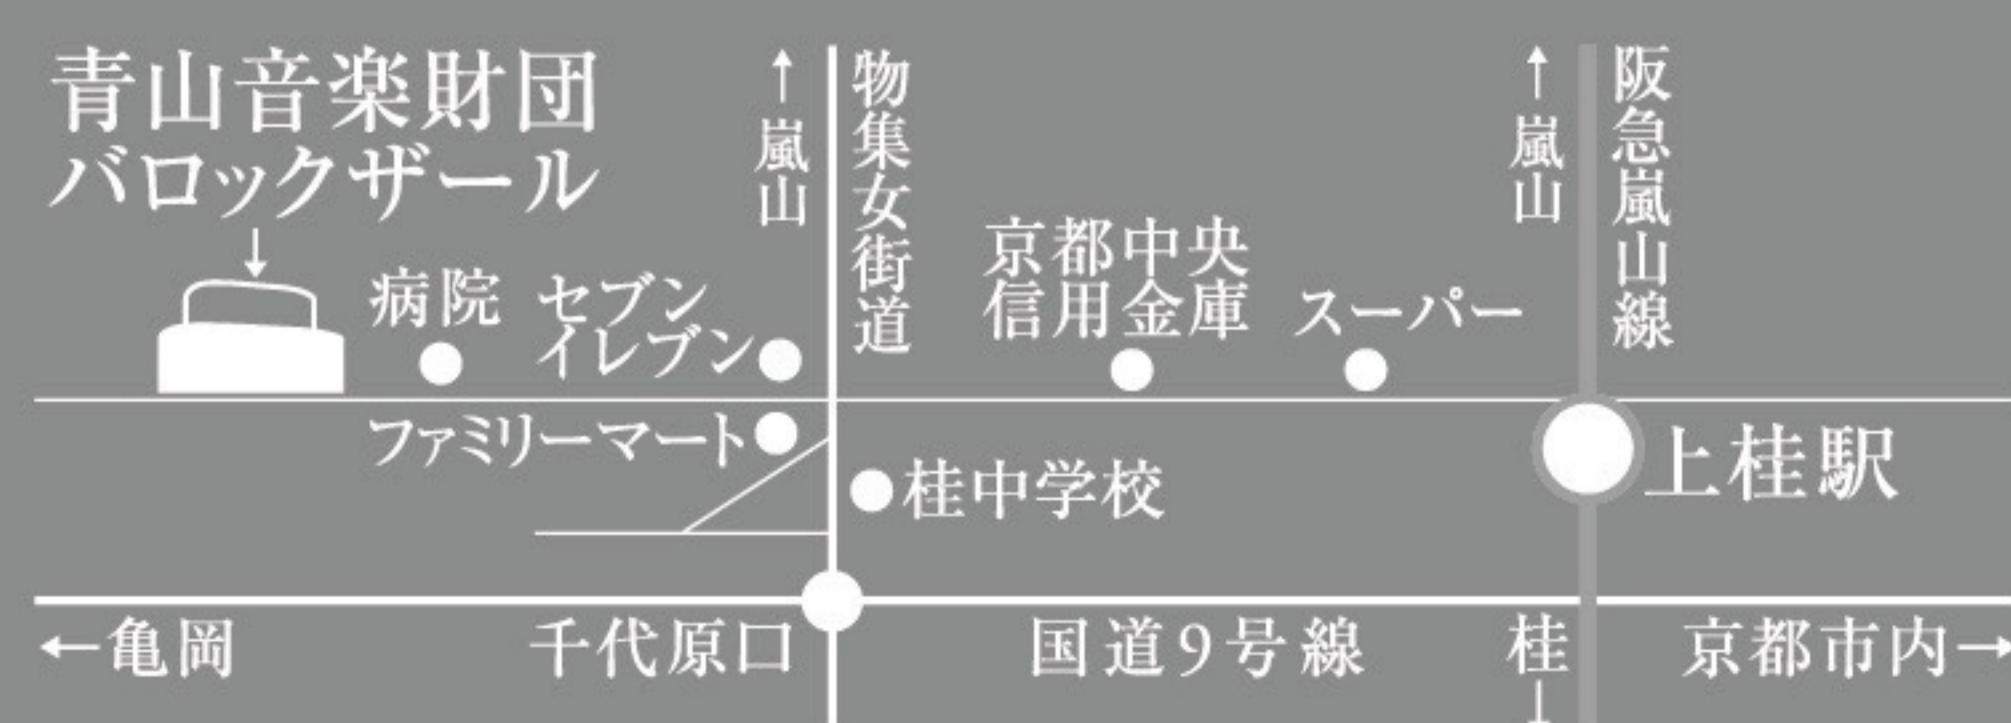 青山音楽財団
バロックザール
↑嵐山
物集女街道
↑嵐山
阪急嵐山線
病院
セブン
イレブン
京都中央
信用金庫
スーパー
ファミリーマート
桂中学校
上桂駅
←亀岡
千代原口
国道9号線
桂↓
京都市内→